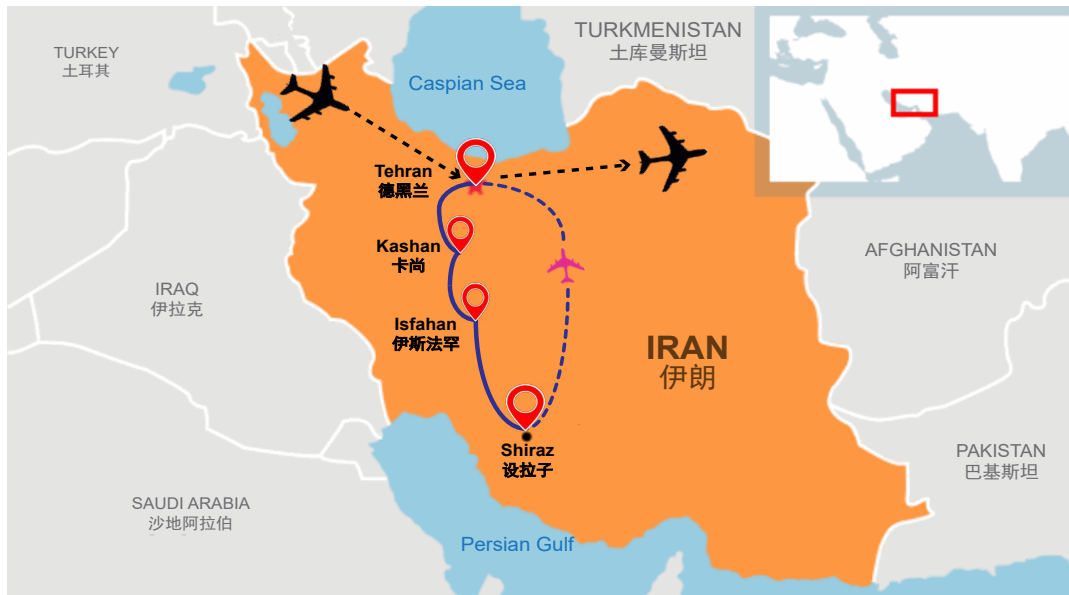 TURKEY
土耳其
TURKMENISTAN
土库曼斯坦
Caspian Sea
Tehran
德黑兰
Kashan
卡尚
AFGHANISTAN
阿富汗
IRAQ
伊拉克
Isfahan
伊斯法罕
IRAN
伊朗
Shiraz
设拉子
PAKISTAN
巴基斯坦
SAUDI ARABIA
沙地阿拉伯
Persian Gulf